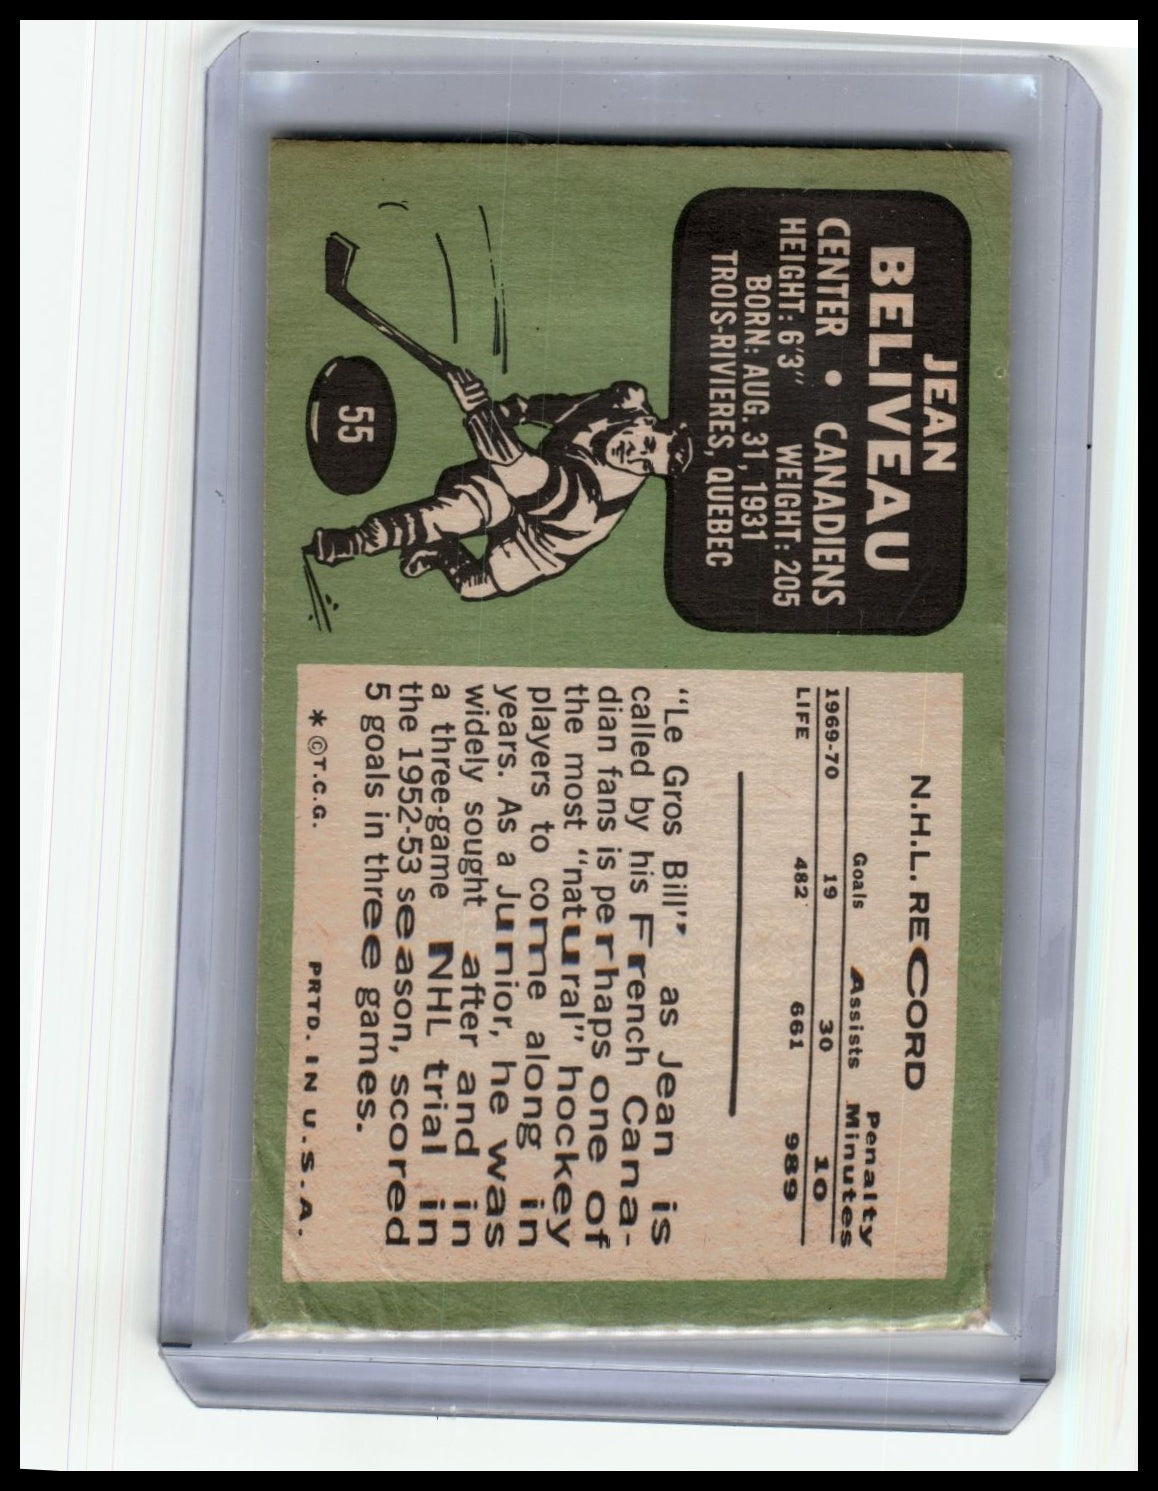 JEAN
BELIVEAU
CENTER • CANADIENS
HEIGHT: 6'3" WEIGHT: 205
BORN: AUG. 31, 1931
TROIS-RIVIERES, QUEBEC
55
N.H.L. RECORD
Goals Assists Penalty Minutes
1969-70 19 30 10
LIFE 482 661 989
"Le Gros Bill" as Jean is
called by his French Cana-
dian fans is perhaps one of
the most "natural" hockey
players to come along in
years. As a Junior, he was
widely sought after and in
a three-game NHL trial in
the 1952-53 season, scored
5 goals in three games.
* ©T.C.G. PRTD. IN U.S.A.